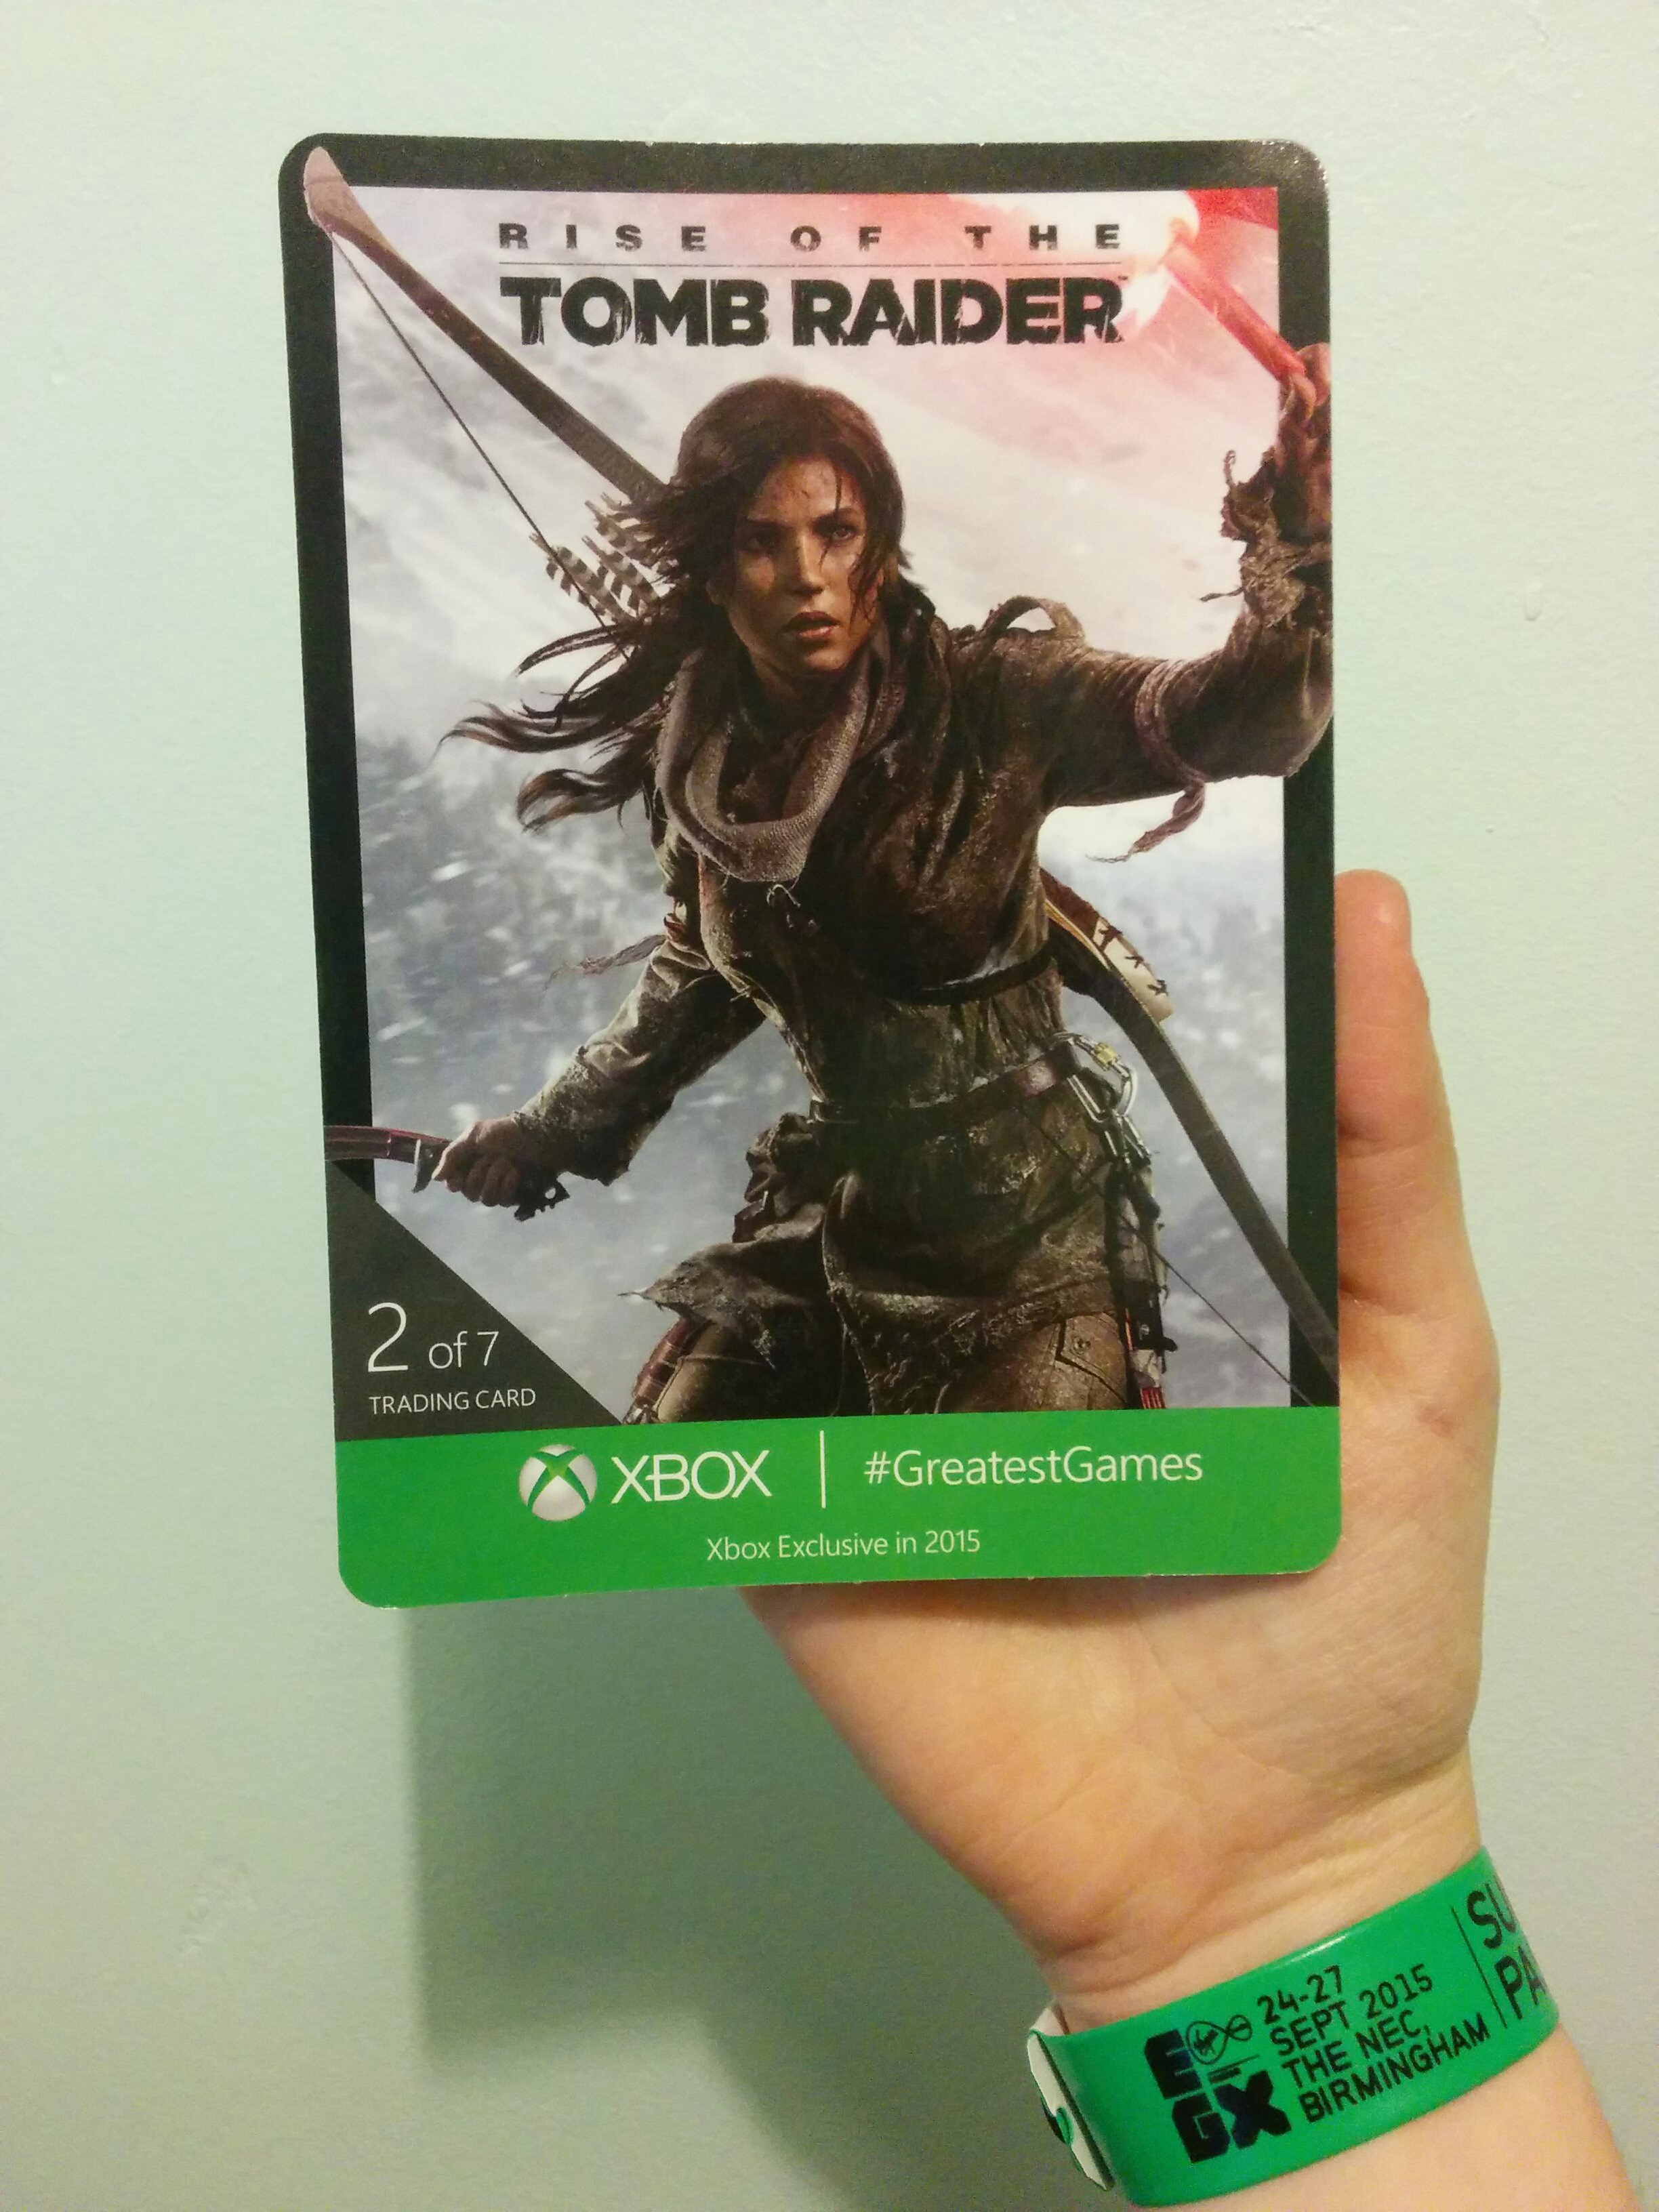 RISE OF THE
TOMB RAIDER
2 of 7
TRADING CARD
XBOX | #GreatestGames
Xbox Exclusive in 2015
EGX
24-27
SEPT 2015
THE NEC,
BIRMINGHAM